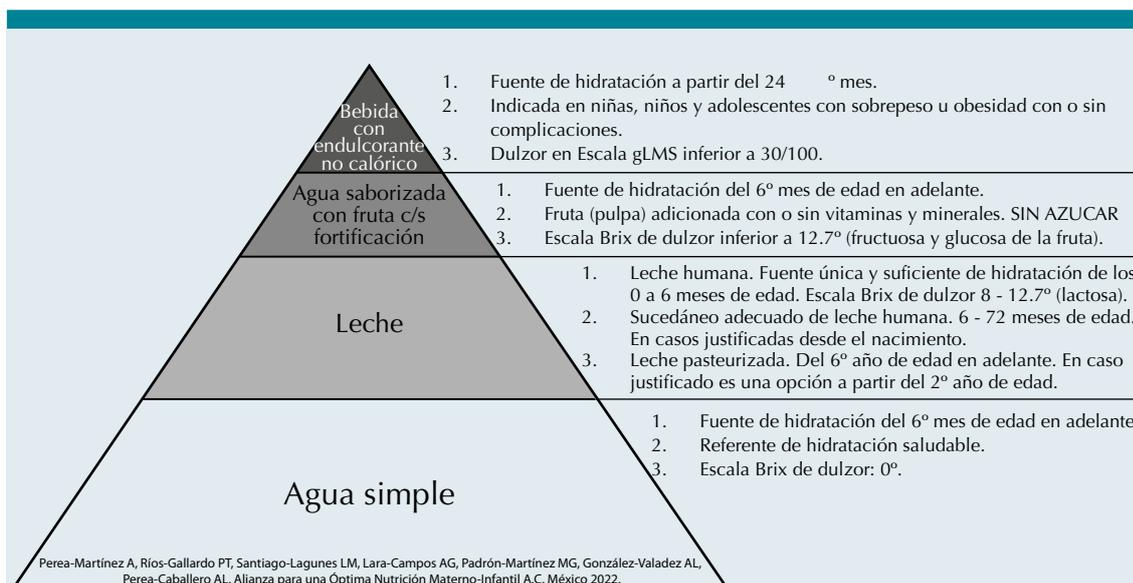 Bebida
con
endulcorante
no calórico
1. Fuente de hidratación a partir del 24 º mes.
2. Indicada en niñas, niños y adolescentes con sobrepeso u obesidad con o sin
complicaciones.
3. Dulzor en Escala gLMS inferior a 30/100.
Agua saborizada
con fruta c/s
fortificación
1. Fuente de hidratación del 6º mes de edad en adelante.
2. Fruta (pulpa) adicionada con o sin vitaminas y minerales. SIN AZUCAR
3. Escala Brix de dulzor inferior a 12.7º (fructuosa y glucosa de la fruta).
Leche
1. Leche humana. Fuente única y suficiente de hidratación de los
0 a 6 meses de edad. Escala Brix de dulzor 8 - 12.7º (lactosa).
2. Sucedáneo adecuado de leche humana. 6 - 72 meses de edad.
En casos justificadas desde el nacimiento.
3. Leche pasteurizada. Del 6º año de edad en adelante. En caso
justificado es una opción a partir del 2º año de edad.
Agua simple
1. Fuente de hidratación del 6º mes de edad en adelante
2. Referente de hidratación saludable.
3. Escala Brix de dulzor: 0º.
Perea-Martínez A, Ríos-Gallardo PT, Santiago-Lagunes LM, Lara-Campos AG, Padrón-Martínez MG, González-Valadez AL,
Perea-Caballero AL. Alianza para una Óptima Nutrición Materno-Infantil A.C. México 2022.